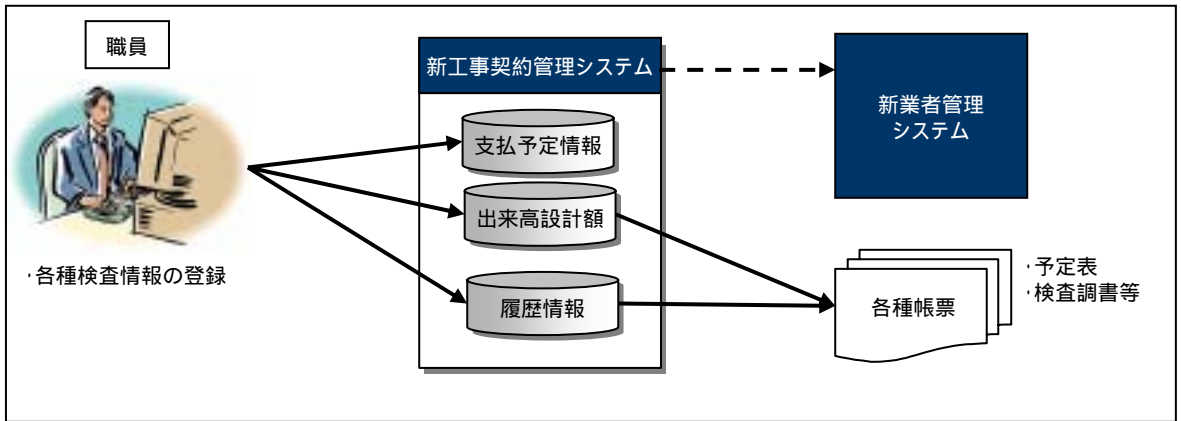 職員
・各種検査情報の登録
新工事契約管理システム
支払予定情報
出来高設計額
履歴情報
新業者管理
システム
各種帳票
・予定表
・検査調書等